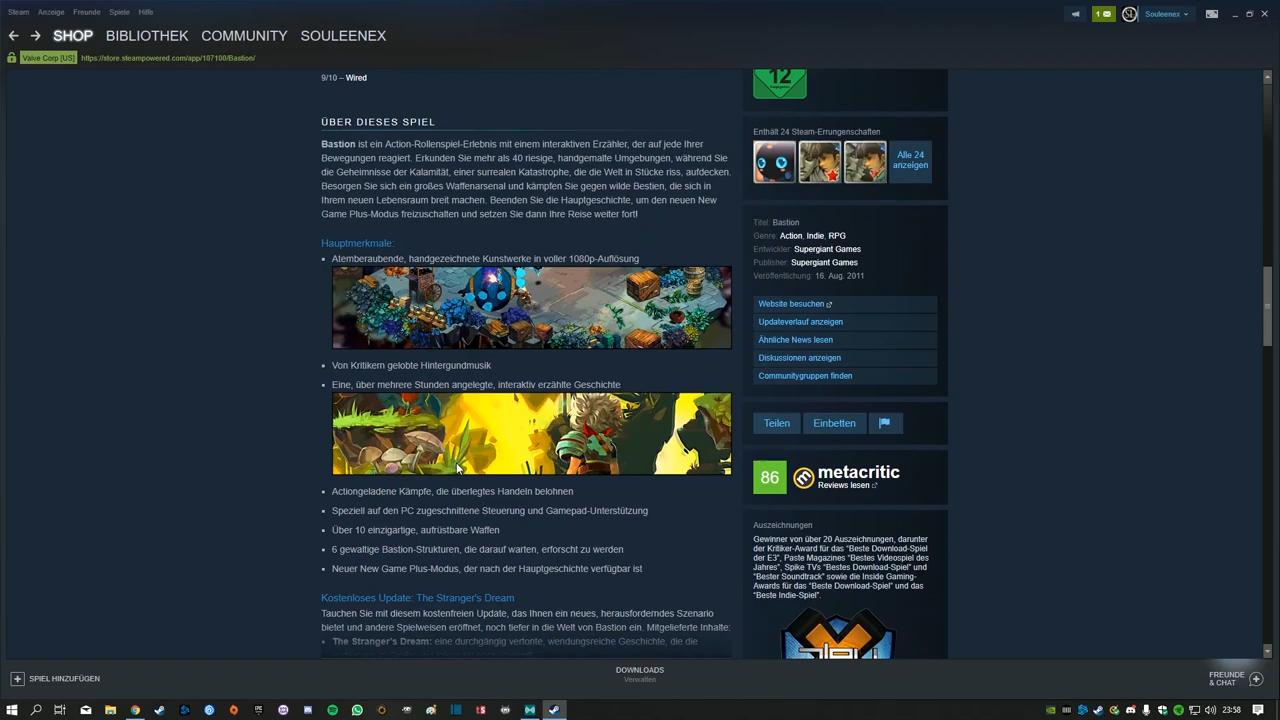 Steam Anzeige Freunde Spiele Hilfe
1
Souleenex
SHOP BIBLIOTHEK COMMUNITY SOULEENEX
Valve Corp [US] https://store.steampowered.com/app/107100/Bastion/
9/10 – Wired
ÜBER DIESES SPIEL
Bastion ist ein Action-Rollenspiel-Erlebnis mit einem interaktiven Erzähler, der auf jede Ihrer
Bewegungen reagiert. Erkunden Sie mehr als 40 riesige, handgemalte Umgebungen, während Sie
die Geheimnisse der Kalamität, einer surrealen Katastrophe, die die Welt in Stücke riss, aufdecken.
Besorgen Sie sich ein großes Waffenarsenal und kämpfen Sie gegen wilde Bestien, die sich in
Ihrem neuen Lebensraum breit machen. Beenden Sie die Hauptgeschichte, um den neuen New
Game Plus-Modus freizuschalten und setzen Sie dann Ihre Reise weiter fort!
Hauptmerkmale:
Atemberaubende, handgezeichnete Kunstwerke in voller 1080p-Auflösung
Von Kritikern gelobte Hintergundmusik
Eine, über mehrere Stunden angelegte, interaktiv erzählte Geschichte
Actiongeladene Kämpfe, die überlegtes Handeln belohnen
Speziell auf den PC zugeschnittene Steuerung und Gamepad-Unterstützung
Über 10 einzigartige, aufrüstbare Waffen
6 gewaltige Bastion-Strukturen, die darauf warten, erforscht zu werden
Neuer New Game Plus-Modus, der nach der Hauptgeschichte verfügbar ist
Kostenloses Update: The Stranger's Dream
Tauchen Sie mit diesem kostenfreien Update, das Ihnen ein neues, herausforderndes Szenario
bietet und andere Spielweisen eröffnet, noch tiefer in die Welt von Bastion ein. Mitgelieferte Inhalte:
The Stranger's Dream: eine durchgängig vertonte, wendungsreiche Geschichte, die die
12
Enthält 24 Steam-Errungenschaften
Alle 24
anzeigen
Titel: Bastion
Genre: Action, Indie, RPG
Entwickler: Supergiant Games
Publisher: Supergiant Games
Veröffentlichung: 16. Aug. 2011
Website besuchen
Updateverlauf anzeigen
Ähnliche News lesen
Diskussionen anzeigen
Communitygruppen finden
Teilen Einbetten
86 metacritic
Reviews lesen
Auszeichnungen
Gewinner von über 20 Auszeichnungen, darunter
der Kritiker-Award für das "Beste Download-Spiel
der E3", Paste Magazines "Bestes Videospiel des
Jahres", Spike TVs "Bestes Download-Spiel" und
"Bester Soundtrack" sowie die Inside Gaming-
Awards für das "Beste Download-Spiel" und das
"Beste Indie-Spiel".
SPIEL HINZUFÜGEN
DOWNLOADS
Verwalten
FREUNDE
& CHAT
23:58